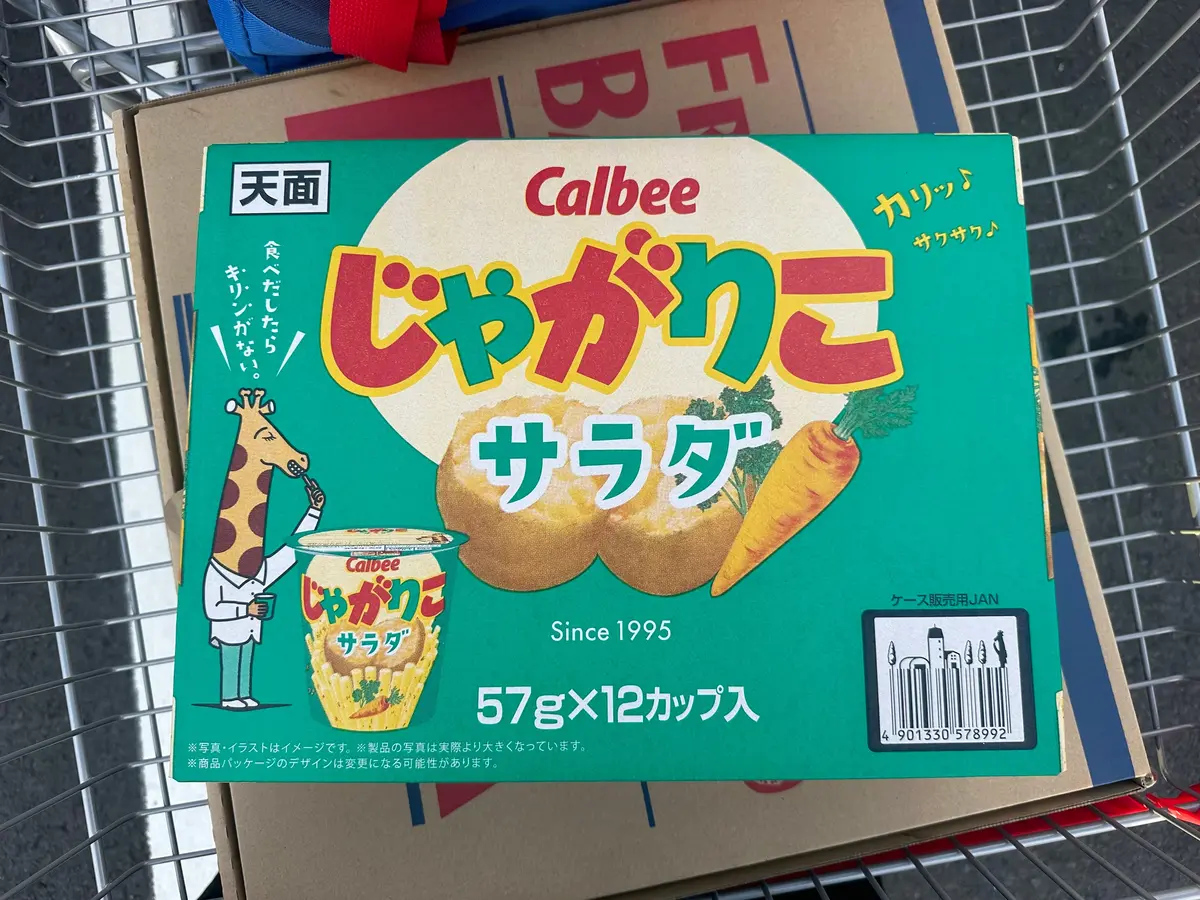 FR
BA
天面
Calbee
カリッ♪
サクサク♪
食べだしたら
キリンがない。
じゃがりこ
サラダ
Calbee
じゃがりこ
サラダ
Since 1995
57g×12カップ入
ケース販売用JAN
4 901330 578992
※写真・イラストはイメージです。※製品の写真は実際より大きくなっています。
※商品パッケージのデザインは変更になる可能性があります。